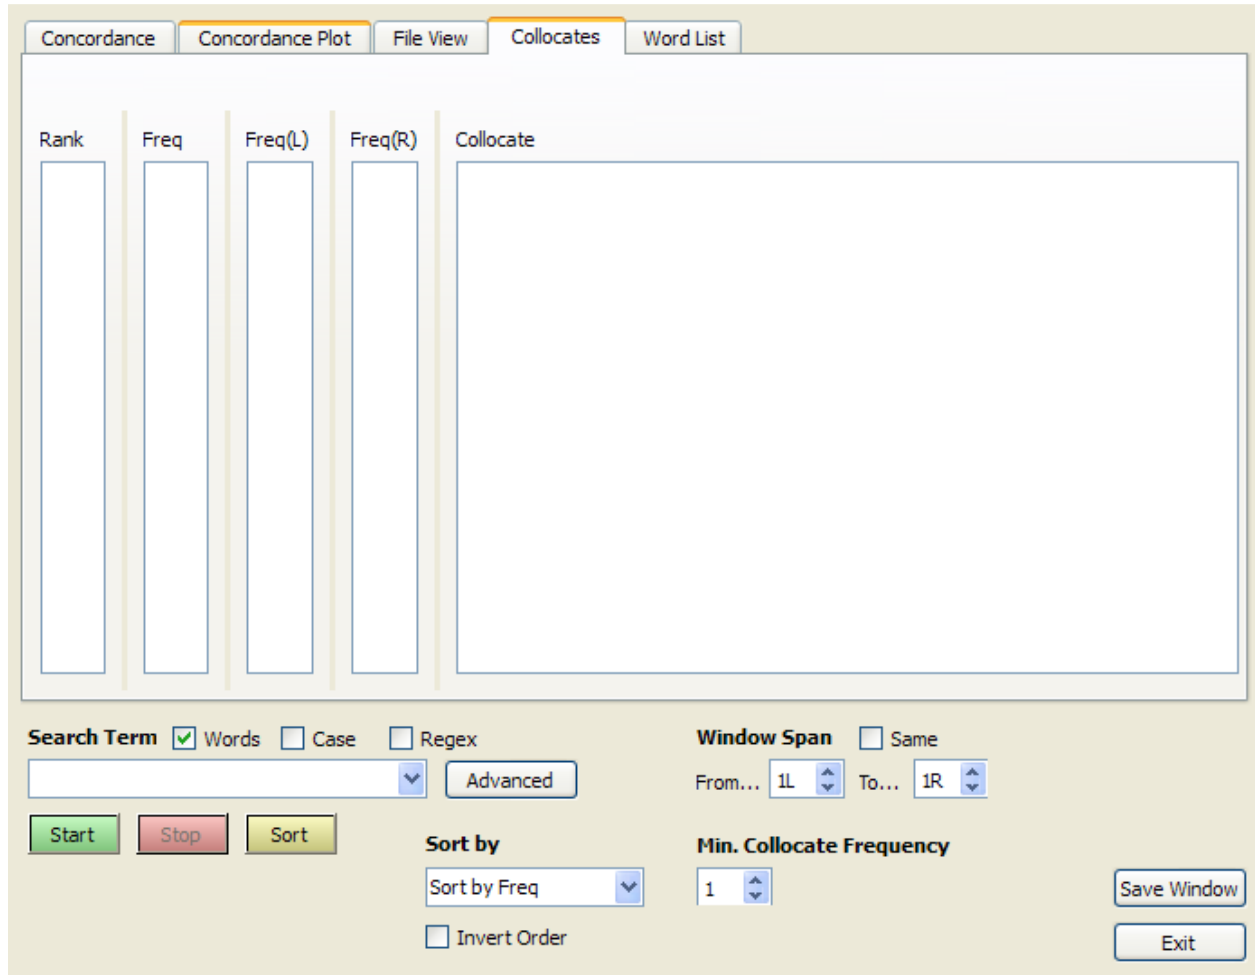 Concordance Concordance Plot File View Collocates Word List
Rank Freq Freq(L) Freq(R) Collocate
Search Term Words Case Regex Window Span Same
Advanced From... 1L To... 1R
Start Stop Sort
Sort by Min. Collocate Frequency
Sort by Freq 1 Save Window
Invert Order Exit